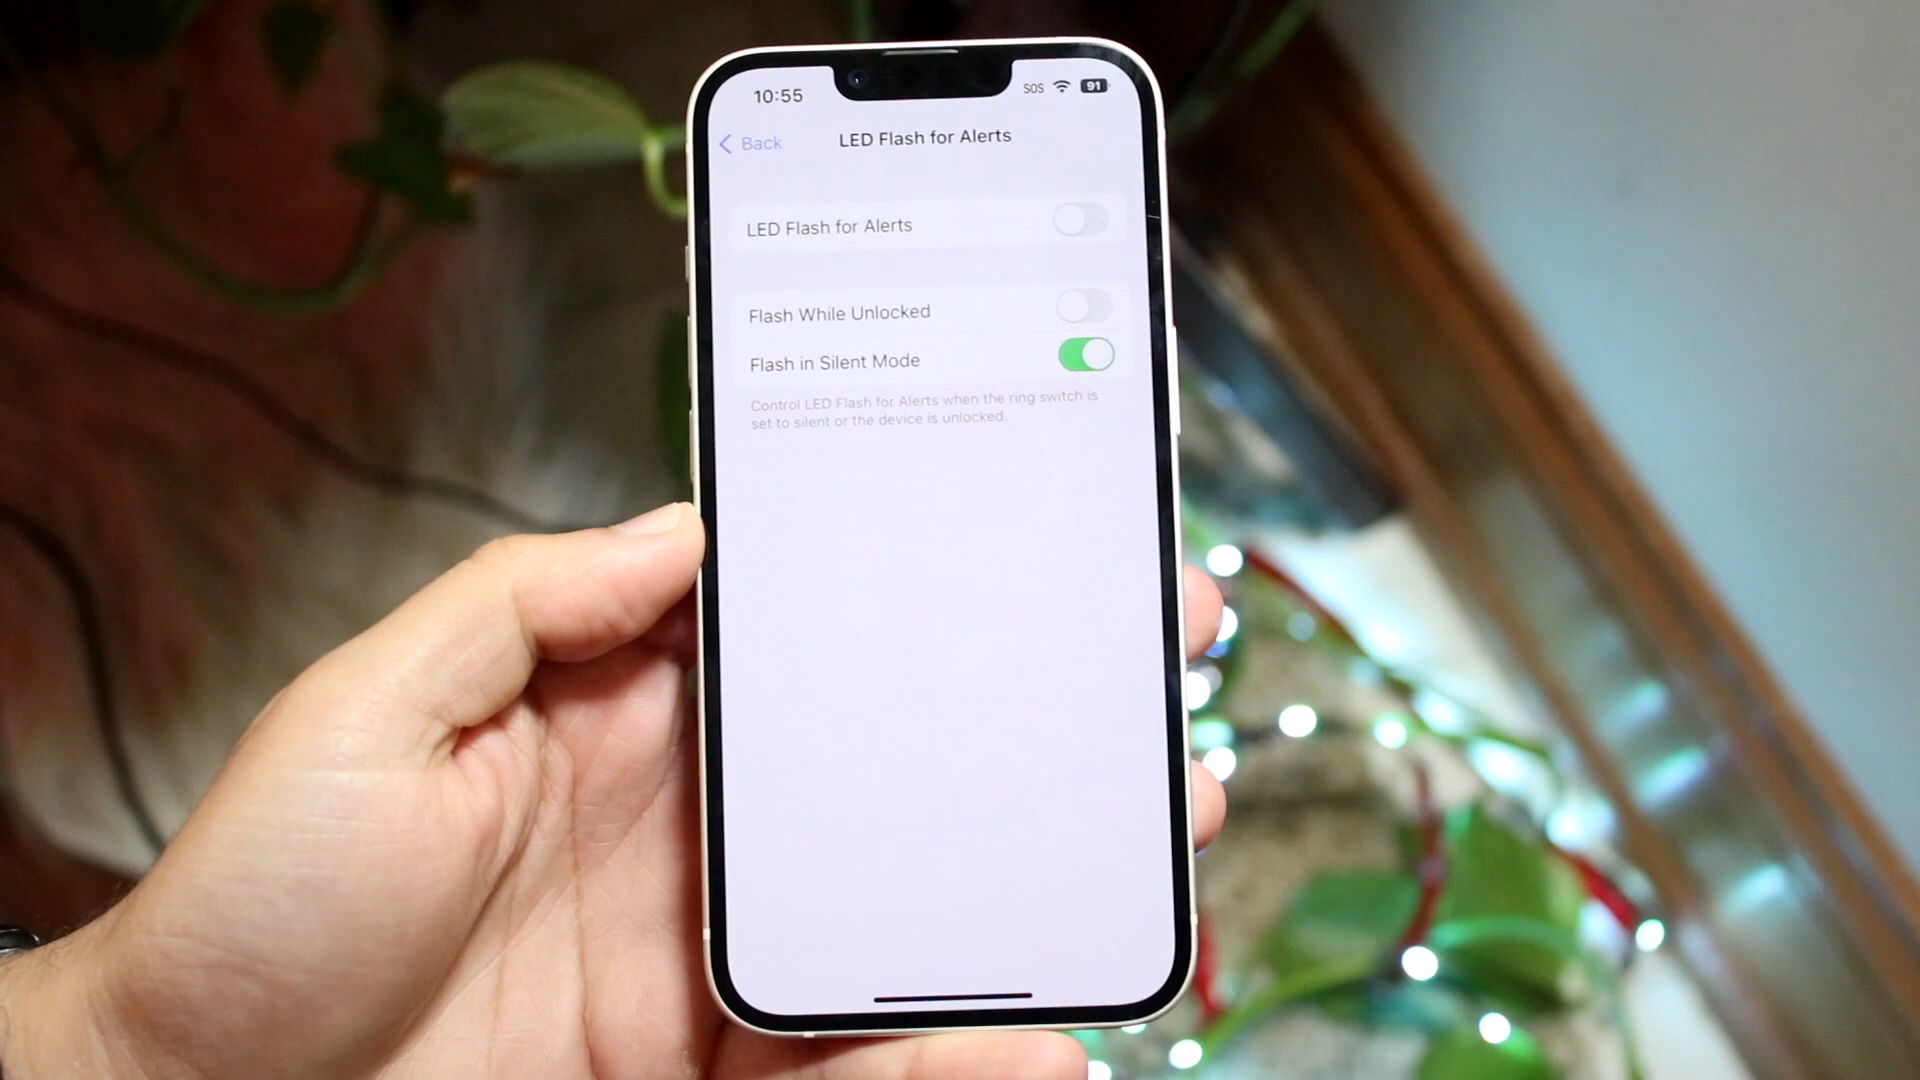 10:55
SOS
91
Back
LED Flash for Alerts
LED Flash for Alerts
Flash While Unlocked
Flash in Silent Mode
Control LED Flash for Alerts when the ring switch is
set to silent or the device is unlocked.